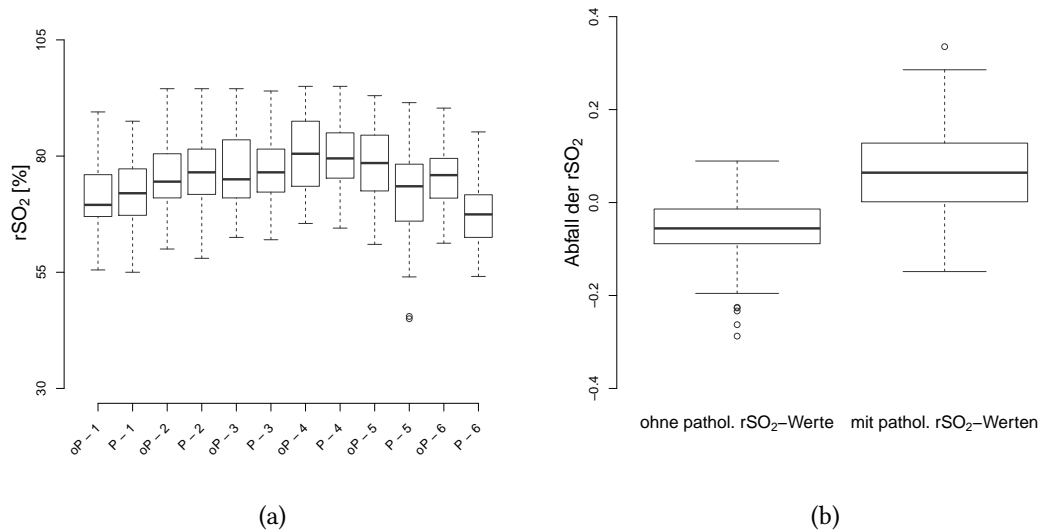 105
80
55
30
rSO₂ [%]
oP − 1
P − 1
oP − 2
P − 2
oP − 3
P − 3
oP − 4
P − 4
oP − 5
P − 5
oP − 6
P − 6
(a)
0.4
0.2
0.0
−0.2
−0.4
Abfall der rSO₂
ohne pathol. rSO₂−Werte
mit pathol. rSO₂−Werten
(b)